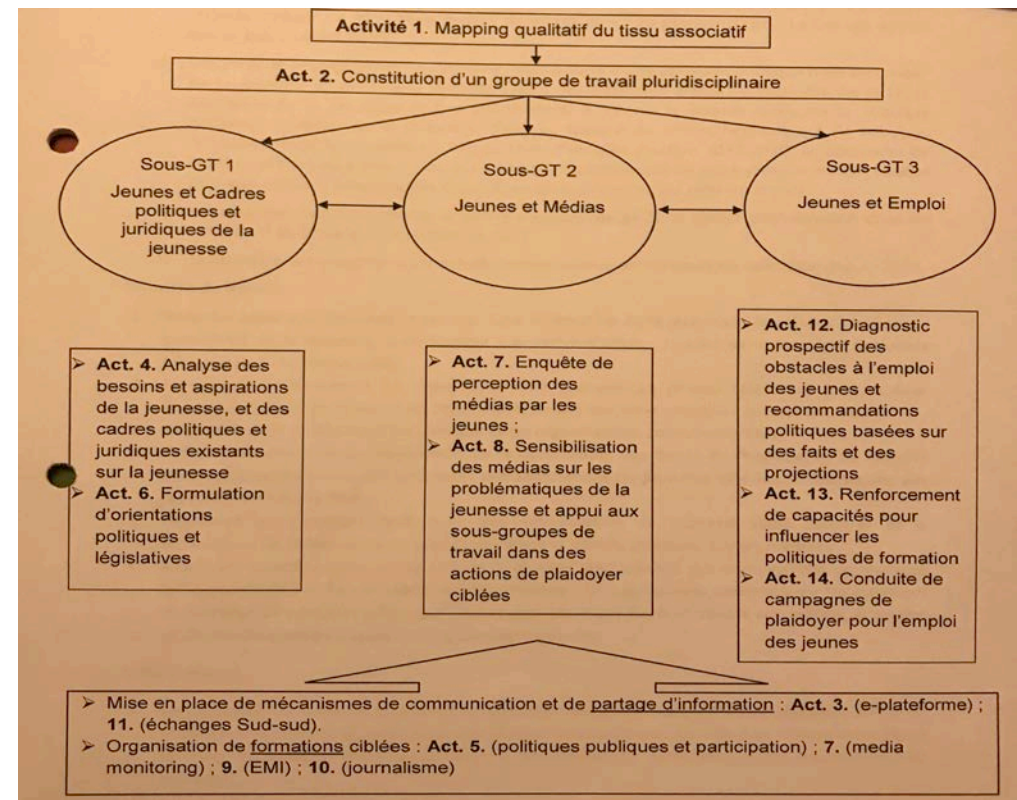 Activité 1. Mapping qualitatif du tissu associatif
Act. 2. Constitution d'un groupe de travail pluridisciplinaire
Sous-GT 1
Jeunes et Cadres
politiques et
juridiques de la
jeunesse
Sous-GT 2
Jeunes et Médias
Sous-GT 3
Jeunes et Emploi
➢ Act. 4. Analyse des
besoins et aspirations
de la jeunesse, et des
cadres politiques et
juridiques existants
sur la jeunesse
➢ Act. 6. Formulation
d'orientations
politiques et
législatives
➢ Act. 7. Enquête de
perception des
médias par les
jeunes ;
➢ Act. 8. Sensibilisation
des médias sur les
problématiques de la
jeunesse et appui aux
sous-groupes de
travail dans des
actions de plaidoyer
ciblées
➢ Act. 12. Diagnostic
prospectif des
obstacles à l'emploi
des jeunes et
recommandations
politiques basées sur
des faits et des
projections
➢ Act. 13. Renforcement
de capacités pour
influencer les
politiques de formation
➢ Act. 14. Conduite de
campagnes de
plaidoyer pour l'emploi
des jeunes
➢ Mise en place de mécanismes de communication et de partage d'information : Act. 3. (e-plateforme) ;
11. (échanges Sud-sud).
➢ Organisation de formations ciblées : Act. 5. (politiques publiques et participation) ; 7. (media
monitoring) ; 9. (EMI) ; 10. (journalisme)